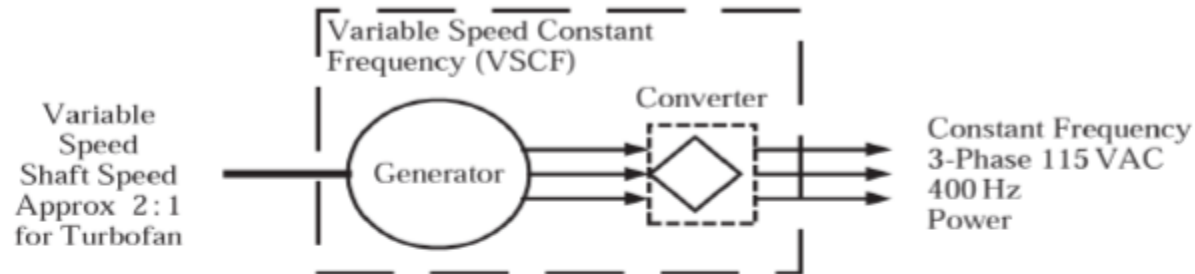 Variable Speed Constant
Frequency (VSCF)
Converter
Variable
Speed
Shaft Speed
Approx 2:1
for Turbofan
Generator
Constant Frequency
3-Phase 115 VAC
400 Hz
Power